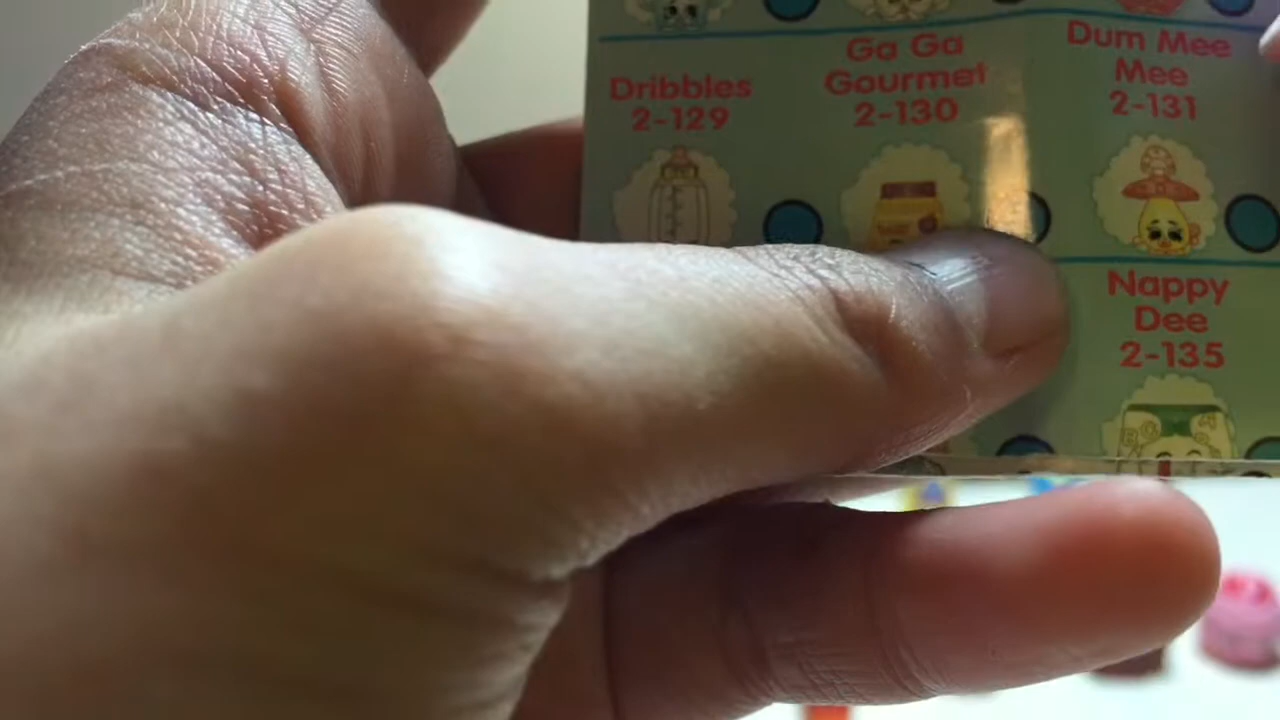 Dribbles
2-129
Ga Ga
Gourmet
2-130
Dum Mee
Mee
2-131
Nappy
Dee
2-135